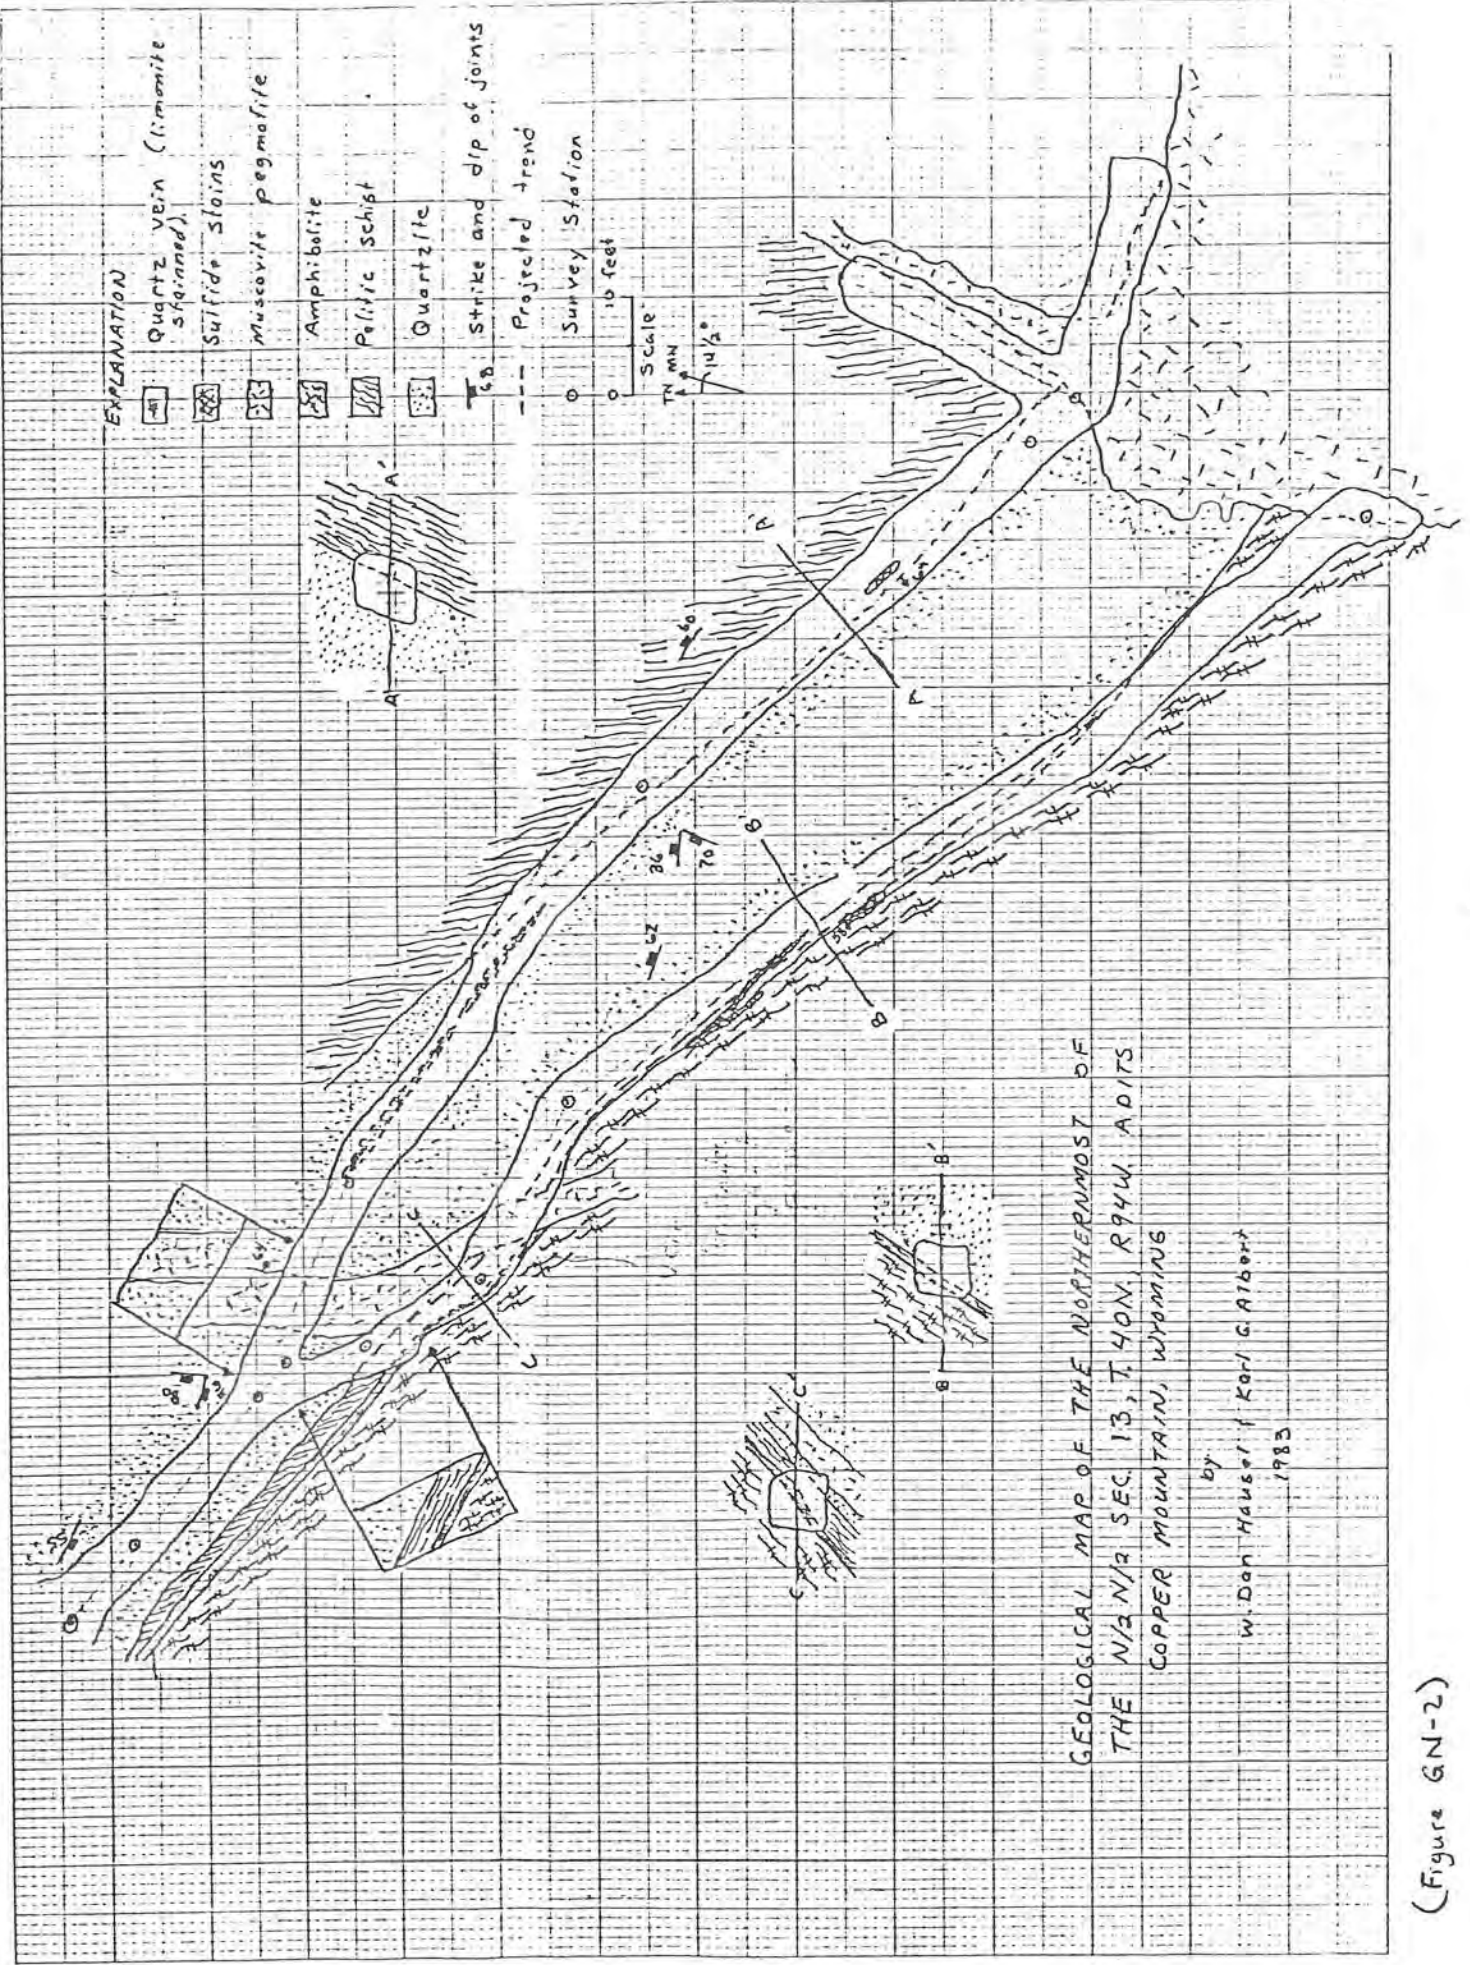 EXPLANATION
Quartz vein (limonite
stainned)
Sulfide stains
Muscovite pegmatite
Amphibolite
Pelitic schist
Quartzite
68 Strike and dip of joints
Projected trend
Survey Station
0 10 feet
Scale
TN MN
14½°
A A'
A A'
B B'
B B'
C C'
C C'
60
36
70
62
64
80
55
GEOLOGICAL MAP OF THE NORTHERNMOST OF
THE N/2 N/2 SEC. 13, T. 40N, R94W ADITS
COPPER MOUNTAIN, WYOMING
by
W. Dan Hausel & Karl G. Albert
1983
(Figure GN-2)